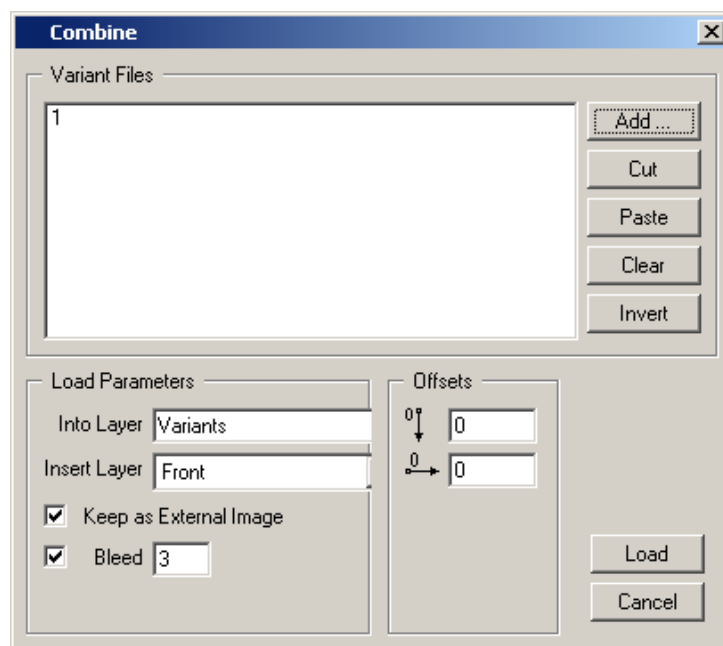 Combine
Variant Files
1
Add ...
Cut
Paste
Clear
Invert
Load Parameters
Into Layer Variants
Insert Layer Front
Keep as External Image
Bleed 3
Offsets
0 0
0 0
Load
Cancel